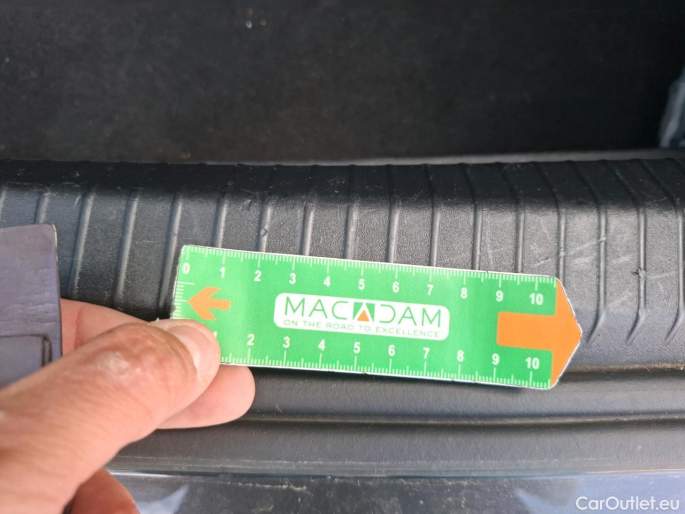 0 1 2 3 4 5 6 7 8 9 10
MACADAM
ON THE ROAD TO EXCELLENCE
2 3 4 5 6 7 8 9 10
CarOutlet.eu